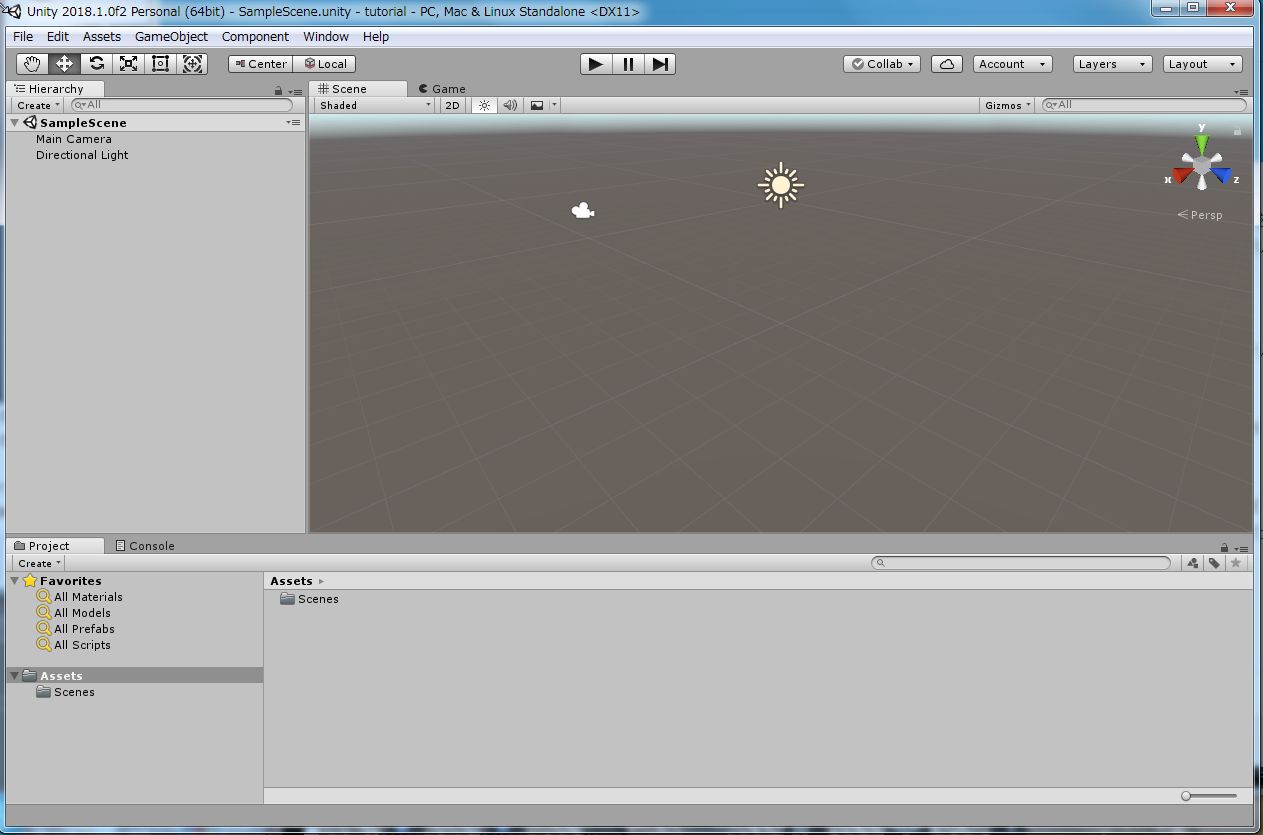 Unity 2018.1.0f2 Personal (64bit) - SampleScene.unity - tutorial - PC, Mac & Linux Standalone <DX11>
File Edit Assets GameObject Component Window Help
Center Local Collab Account Layers Layout
Hierarchy
Create All
SampleScene
Main Camera
Directional Light
Scene Game
Shaded 2D Gizmos All
y
x z
Persp
Project Console
Create
Favorites
All Materials
All Models
All Prefabs
All Scripts
Assets
Scenes
Assets
Scenes